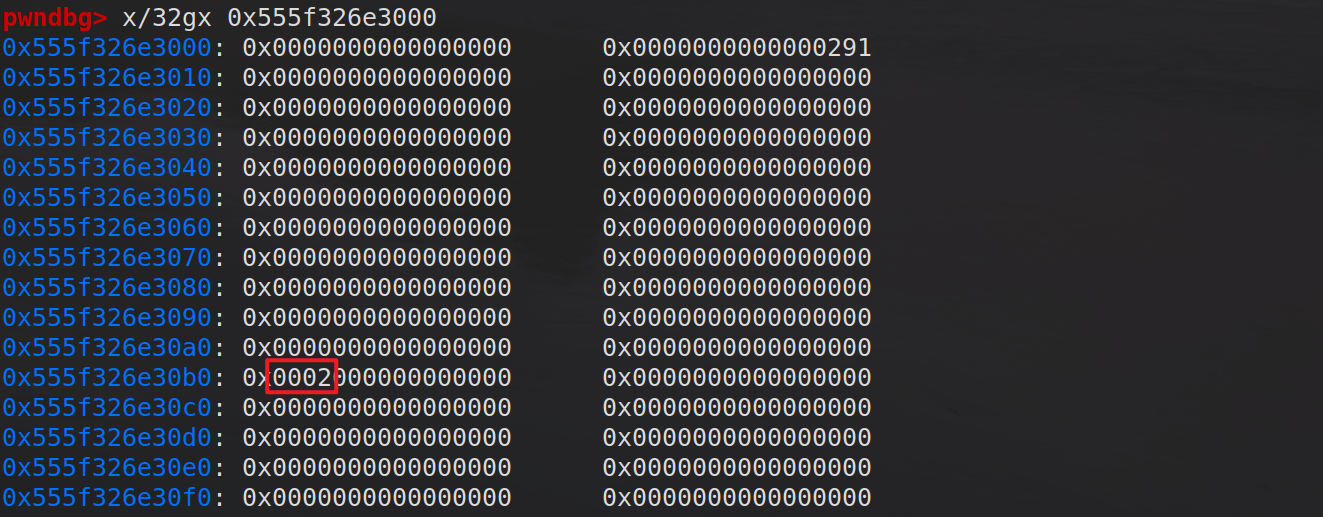 pwndbg> x/32gx 0x555f326e3000
0x555f326e3000: 0x0000000000000000 0x0000000000000291
0x555f326e3010: 0x0000000000000000 0x0000000000000000
0x555f326e3020: 0x0000000000000000 0x0000000000000000
0x555f326e3030: 0x0000000000000000 0x0000000000000000
0x555f326e3040: 0x0000000000000000 0x0000000000000000
0x555f326e3050: 0x0000000000000000 0x0000000000000000
0x555f326e3060: 0x0000000000000000 0x0000000000000000
0x555f326e3070: 0x0000000000000000 0x0000000000000000
0x555f326e3080: 0x0000000000000000 0x0000000000000000
0x555f326e3090: 0x0000000000000000 0x0000000000000000
0x555f326e30a0: 0x0000000000000000 0x0000000000000000
0x555f326e30b0: 0x0002000000000000 0x0000000000000000
0x555f326e30c0: 0x0000000000000000 0x0000000000000000
0x555f326e30d0: 0x0000000000000000 0x0000000000000000
0x555f326e30e0: 0x0000000000000000 0x0000000000000000
0x555f326e30f0: 0x0000000000000000 0x0000000000000000